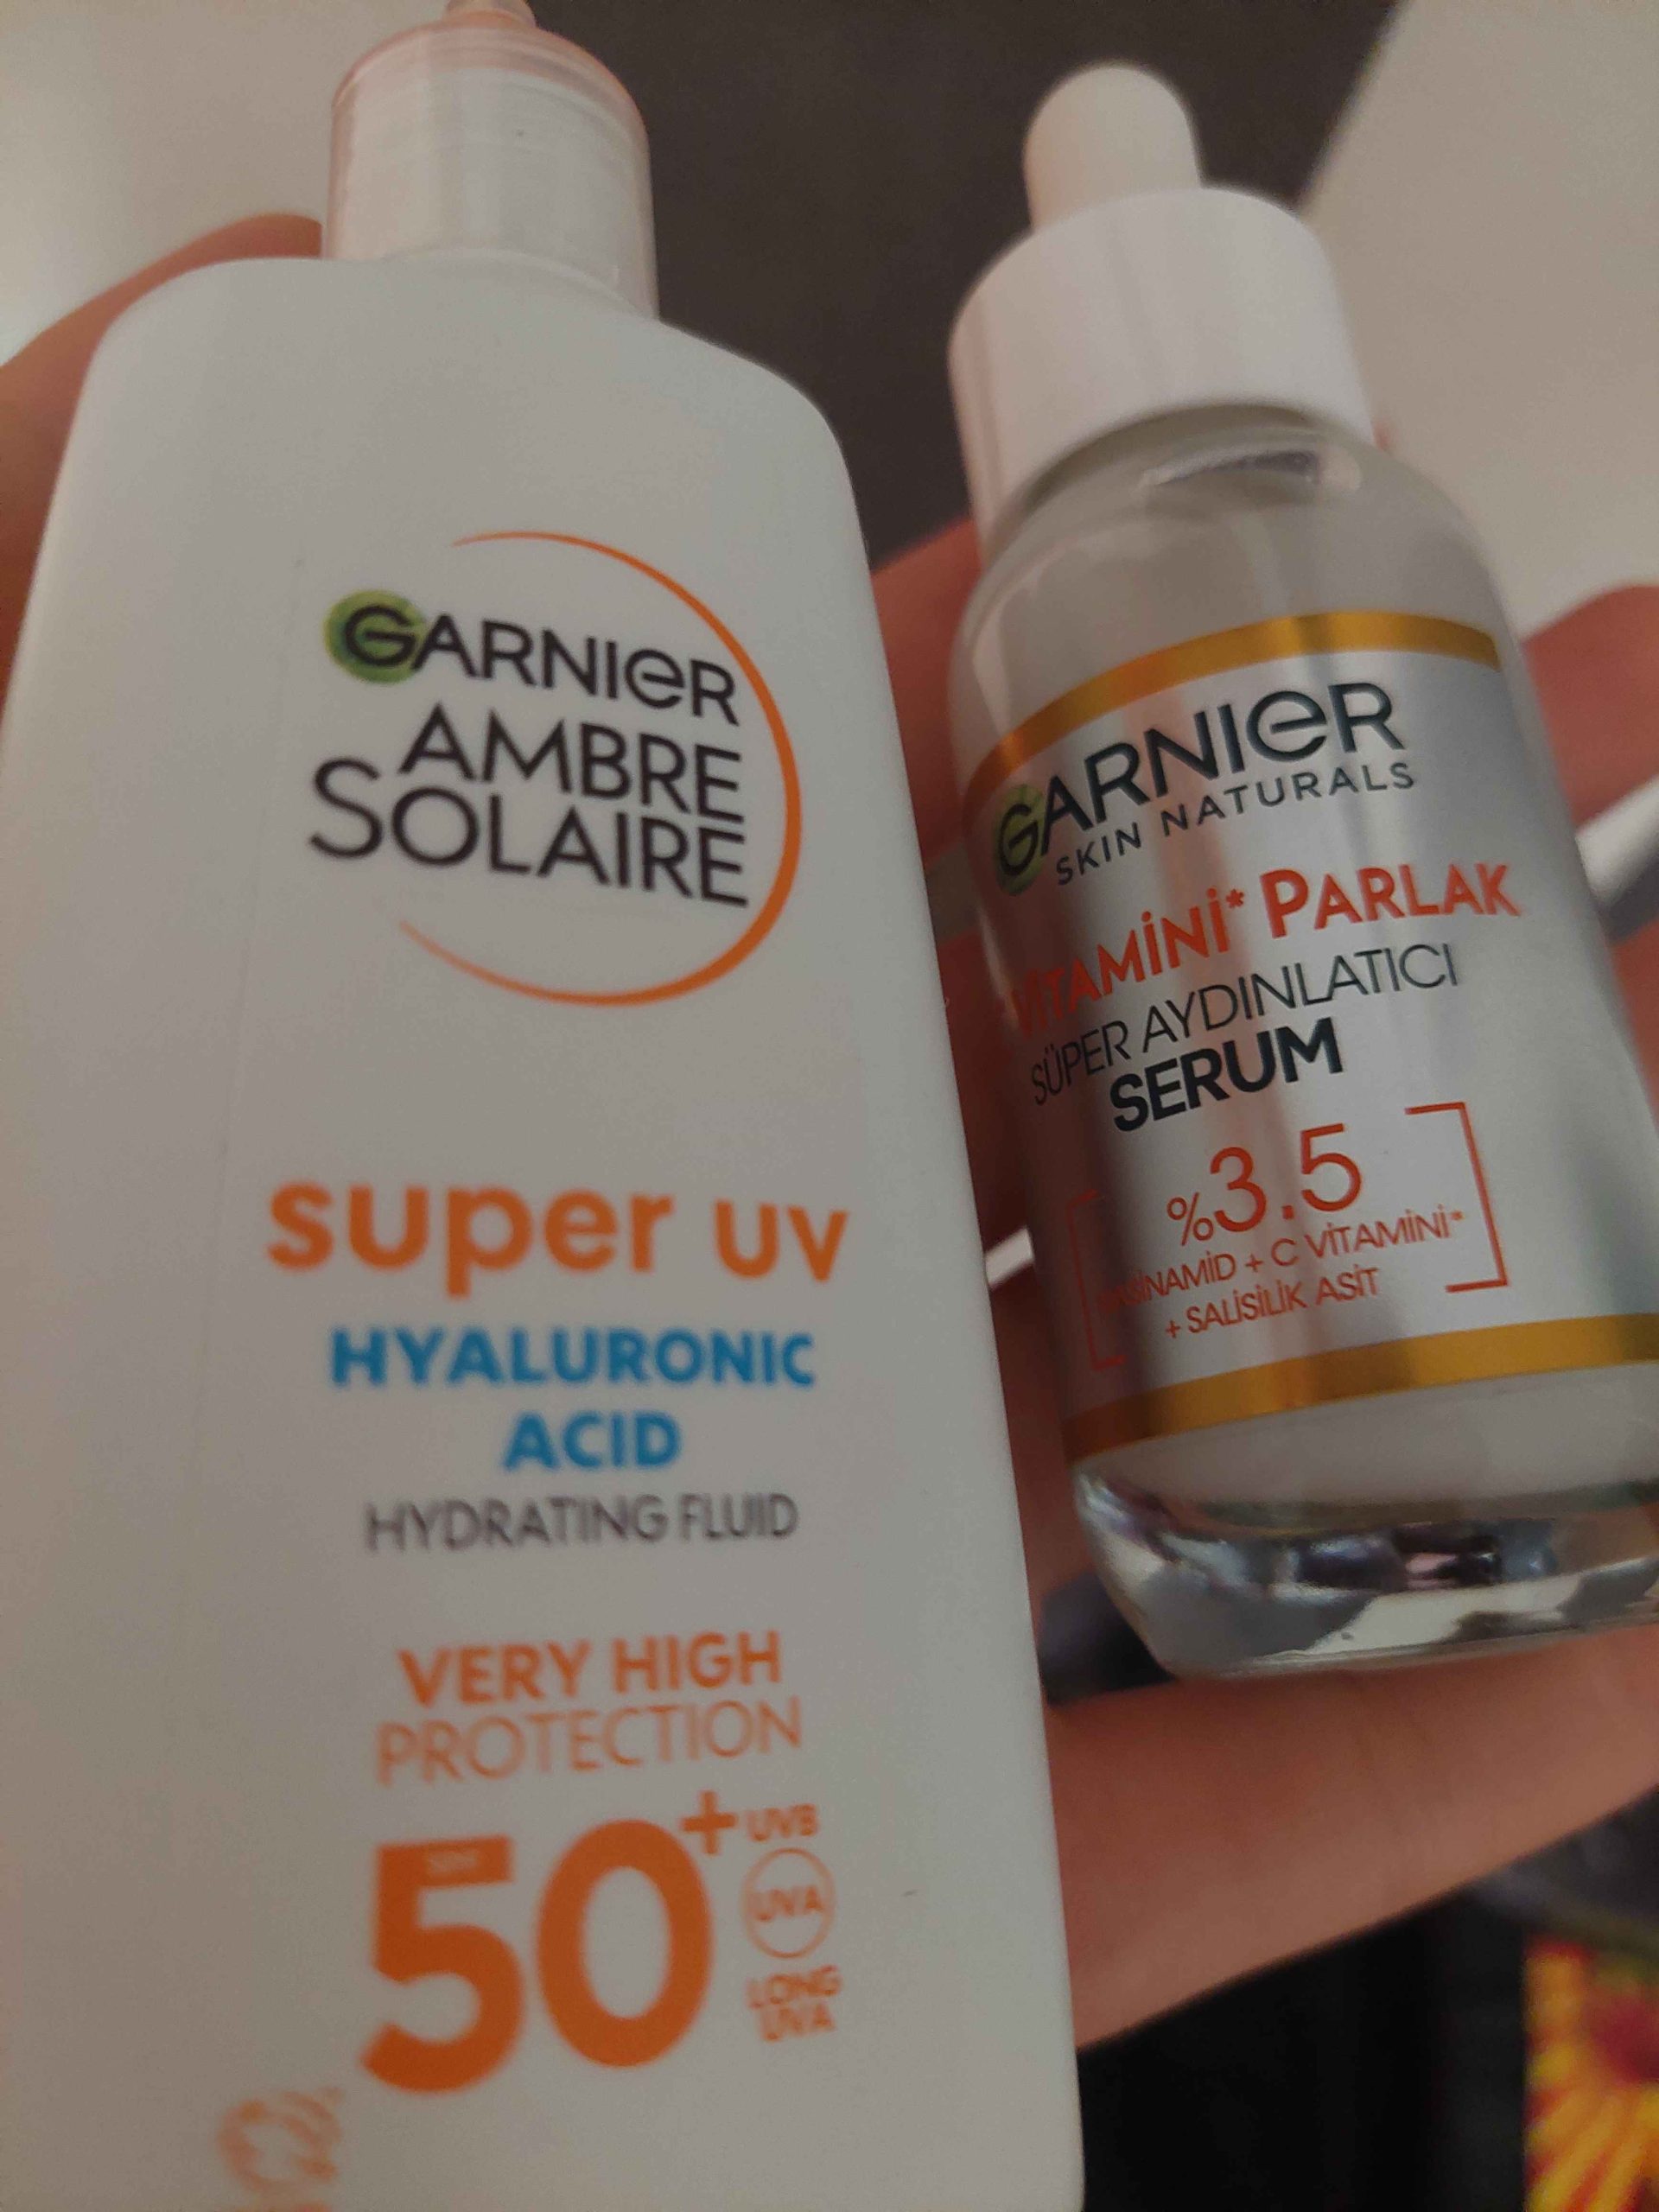 GARNIER
AMBRE
SOLAIRE
super UV
HYALURONIC
ACID
HYDRATING FLUID
VERY HIGH
PROTECTION
SPF
50+
UVB
UVA
LONG
UVA
GARNIER
SKIN NATURALS
VİTAMİNİ* PARLAK
SÜPER AYDINLATICI
SERUM
%3.5
+ C VİTAMİNİ*
+ SALİSİLİK ASİT